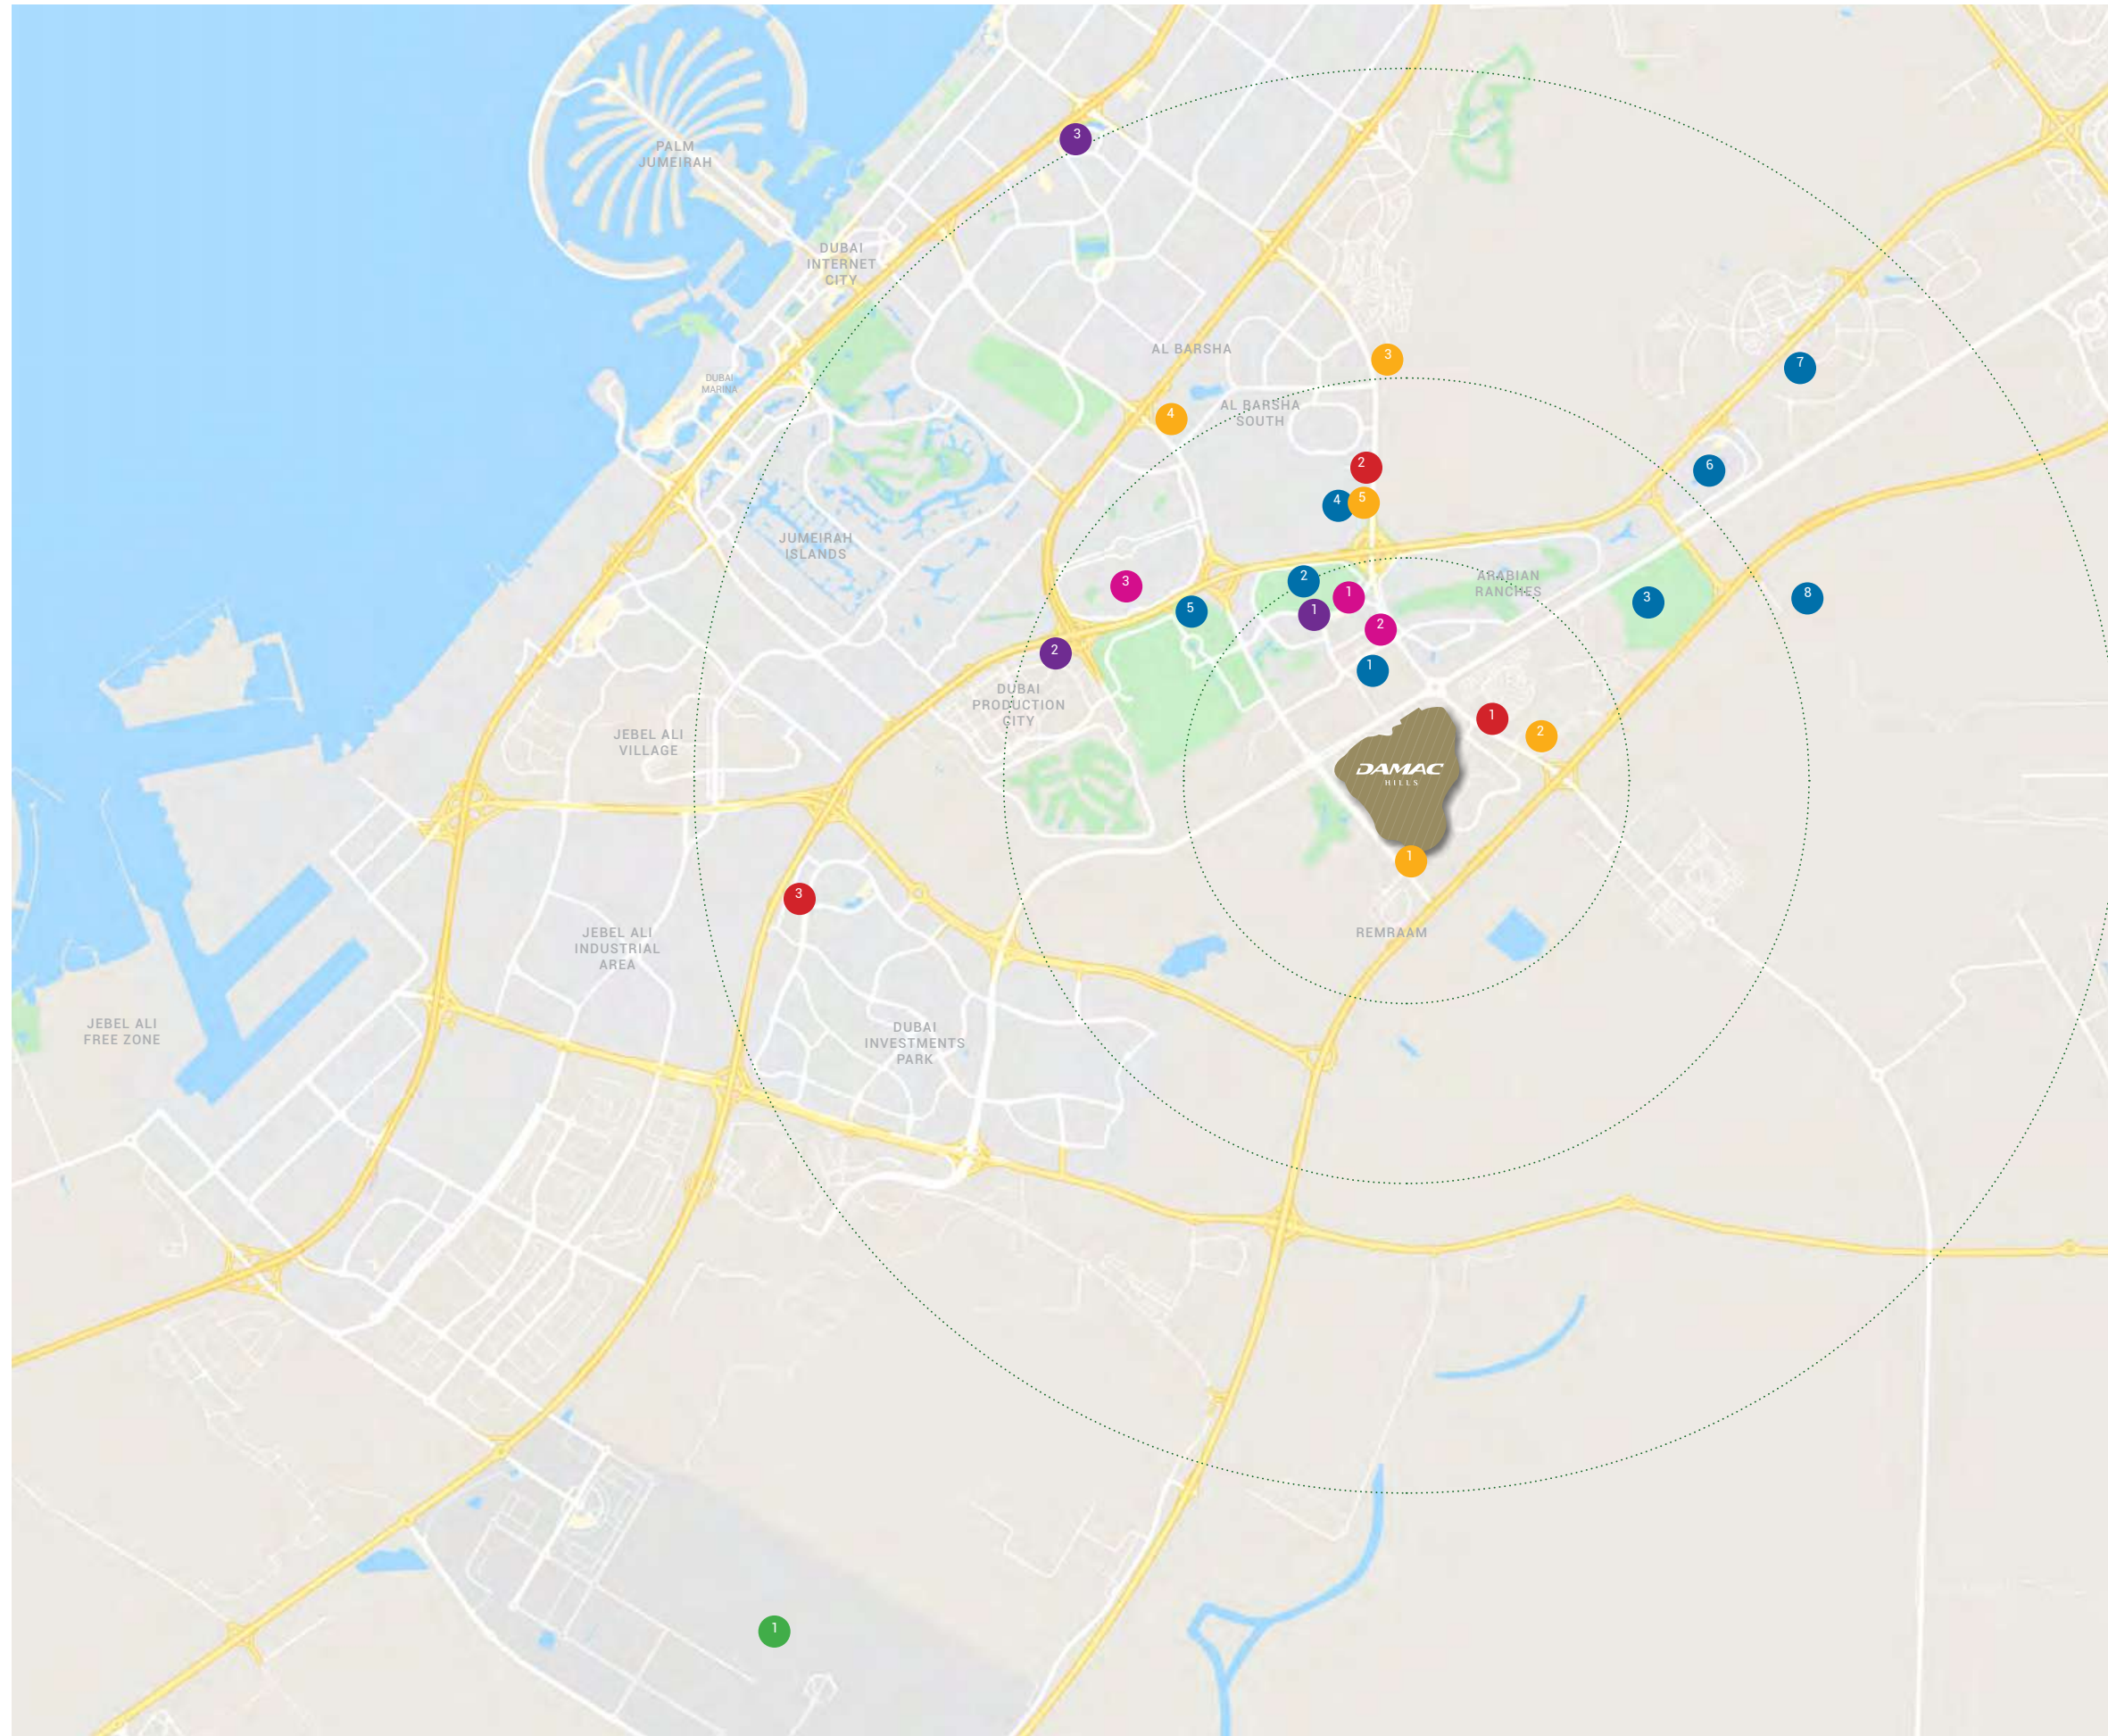 3
PALM
JUMEIRAH
DUBAI
INTERNET
CITY
AL BARSHA
3
7
DUBAI
MARINA
4
AL BARSHA
SOUTH
2
6
4
5
JUMEIRAH
ISLANDS
3
2
1
ARABIAN
RANCHES
3
8
5
1
2
2
1
DUBAI
PRODUCTION
CITY
1
2
JEBEL ALI
VILLAGE
DAMAC
HILLS
1
3
JEBEL ALI
INDUSTRIAL
AREA
REMRAAM
JEBEL ALI
FREE ZONE
DUBAI
INVESTMENTS
PARK
1